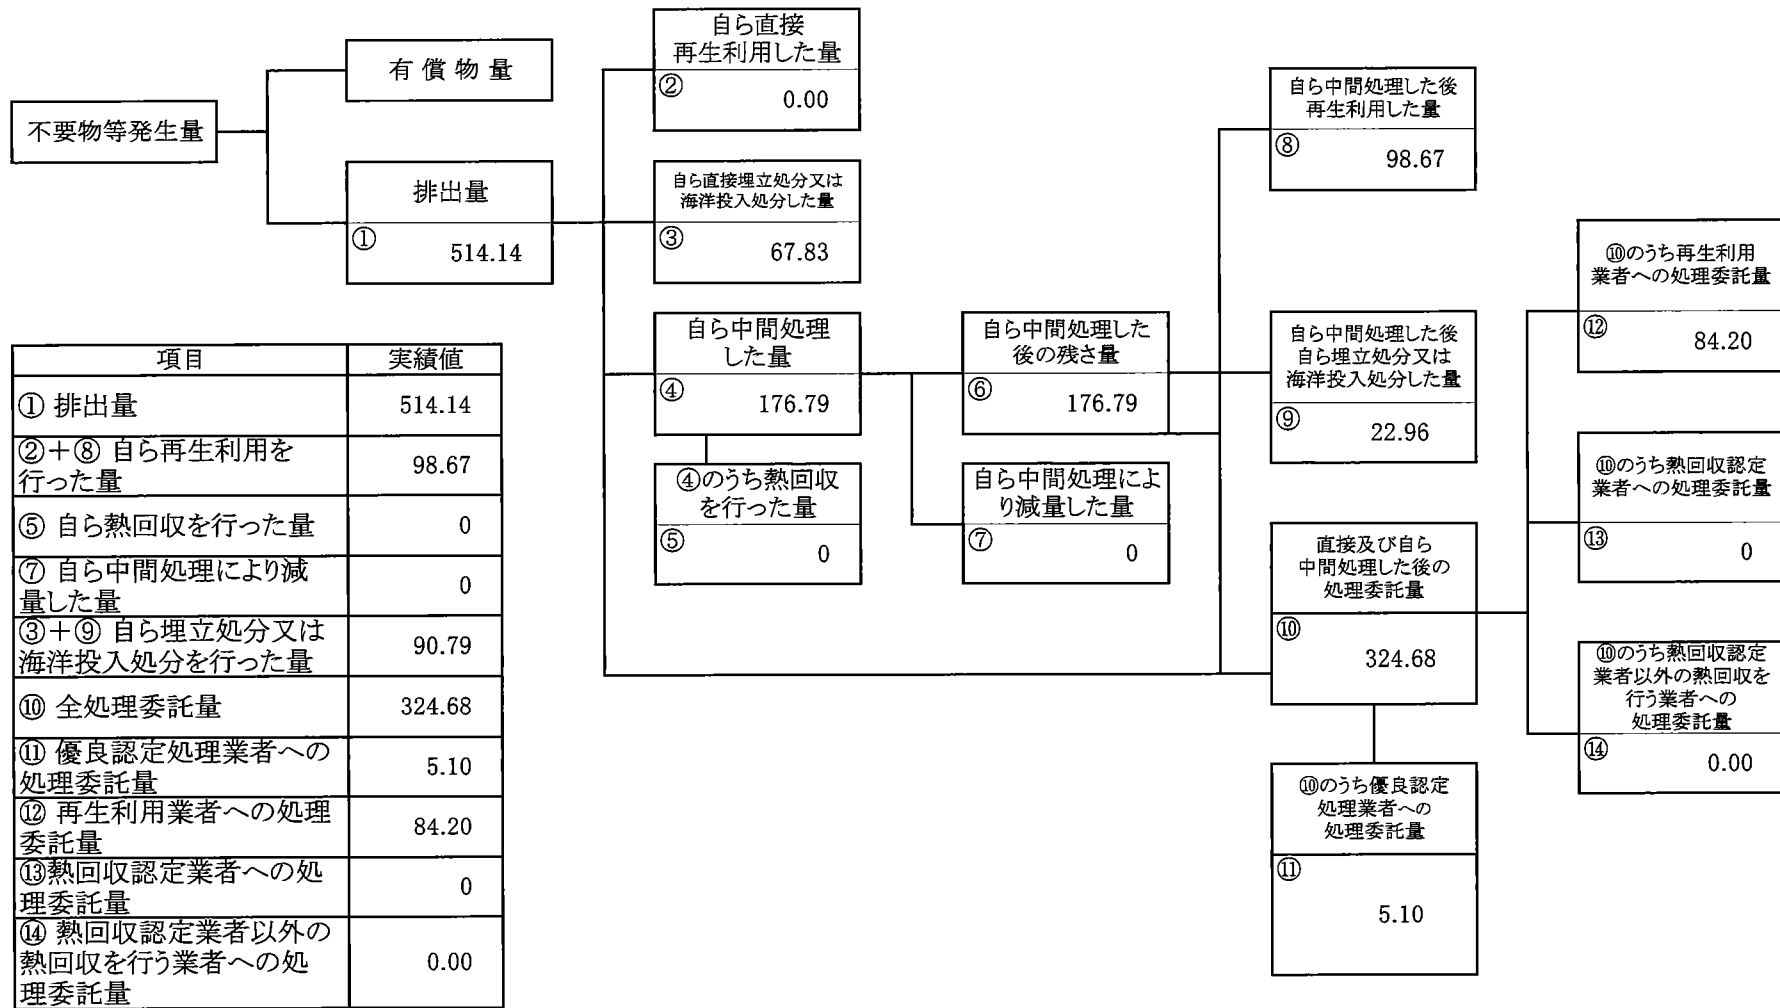 不要物等発生量
有償物量
排出量
①
514.14
自ら直接
再生利用した量
②
0.00
自ら直接埋立処分又は
海洋投入処分した量
③
67.83
自ら中間処理
した量
④
176.79
④のうち熱回収
を行った量
⑤
0
自ら中間処理した
後の残さ量
⑥
176.79
自ら中間処理によ
り減量した量
⑦
0
自ら中間処理した後
再生利用した量
⑧
98.67
自ら中間処理した後
自ら埋立処分又は
海洋投入処分した量
⑨
22.96
直接及び自ら
中間処理した後の
処理委託量
⑩
324.68
⑩のうち優良認定
処理業者への
処理委託量
⑪
5.10
⑩のうち再生利用
業者への処理委託量
⑫
84.20
⑩のうち熱回収認定
業者への処理委託量
⑬
0
⑩のうち熱回収認定
業者以外の熱回収を
行う業者への
処理委託量
⑭
0.00
項目 実績値
① 排出量 514.14
②+⑧ 自ら再生利用を
行った量 98.67
⑤ 自ら熱回収を行った量 0
⑦ 自ら中間処理により減
量した量 0
③+⑨ 自ら埋立処分又は
海洋投入処分を行った量 90.79
⑩ 全処理委託量 324.68
⑪ 優良認定処理業者への
処理委託量 5.10
⑫ 再生利用業者への処理
委託量 84.20
⑬熱回収認定業者への処
理委託量 0
⑭ 熱回収認定業者以外の
熱回収を行う業者への処
理委託量 0.00